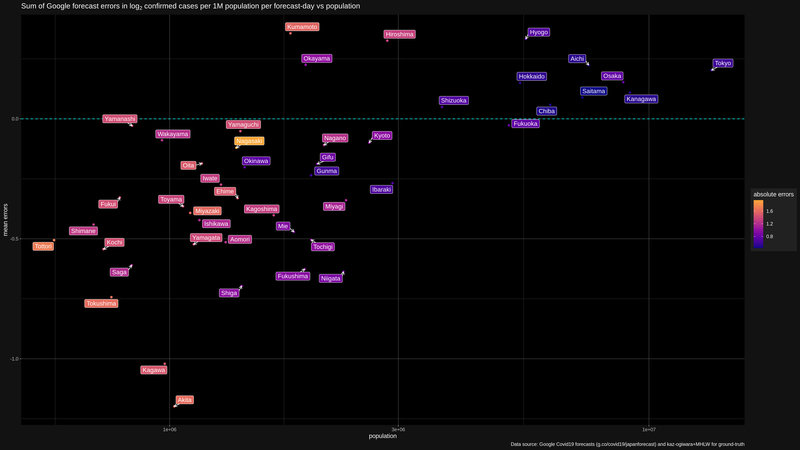 Sum of Google forecast errors in log2 confirmed cases per 1M population per forecast-day vs population
Kumamoto
Hyogo
Hiroshima
Okayama
Aichi
Tokyo
Hokkaido
Osaka
Saitama
Kanagawa
Shizuoka
Chiba
0.0
Yamanashi
Yamaguchi
Fukuoka
Wakayama
Nagasaki
Nagano
Kyoto
Gifu
Oita
Okinawa
Gunma
Iwate
Ehime
Ibaraki
Fukui
Toyama
Miyazaki
Kagoshima
Miyagi
Shimane
Ishikawa
Mie
Tottori
Kochi
Yamagata
Aomori
-0.5
Tochigi
Saga
Fukushima
Niigata
Shiga
Tokushima
-1.0
Kagawa
Akita
mean errors
1e+06
3e+06
1e+07
population
absolute errors
1.6
1.2
0.8
Data source: Google Covid19 forecasts (g.co/covid19/japanforecast) and kaz-ogiwara+MHLW for ground-truth